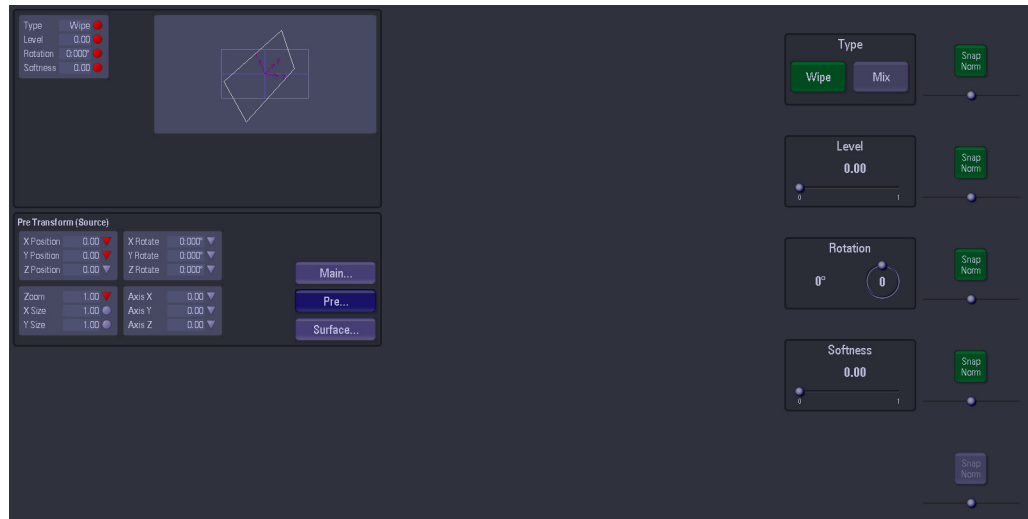 Type Wipe
Level 0.00
Rotation 0:000°
Softness 0.00
Pre Transform (Source)
X Position 0.00 X Rotate 0:000°
Y Position 0.00 Y Rotate 0:000°
Z Position 0.00 Z Rotate 0:000°
Zoom 1.00 Axis X 0.00
X Size 1.00 Axis Y 0.00
Y Size 1.00 Axis Z 0.00
Main...
Pre...
Surface...
Type
Wipe Mix
Snap
Norm
Level
0.00
0 1
Snap
Norm
Rotation
0° 0
Snap
Norm
Softness
0.00
0 1
Snap
Norm
Snap
Norm